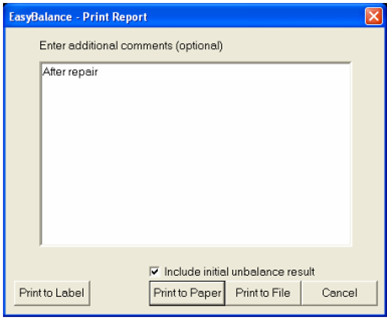 EasyBalance - Print Report
Enter additional comments (optional)
After repair
Include initial unbalance result
Print to Label
Print to Paper
Print to File
Cancel